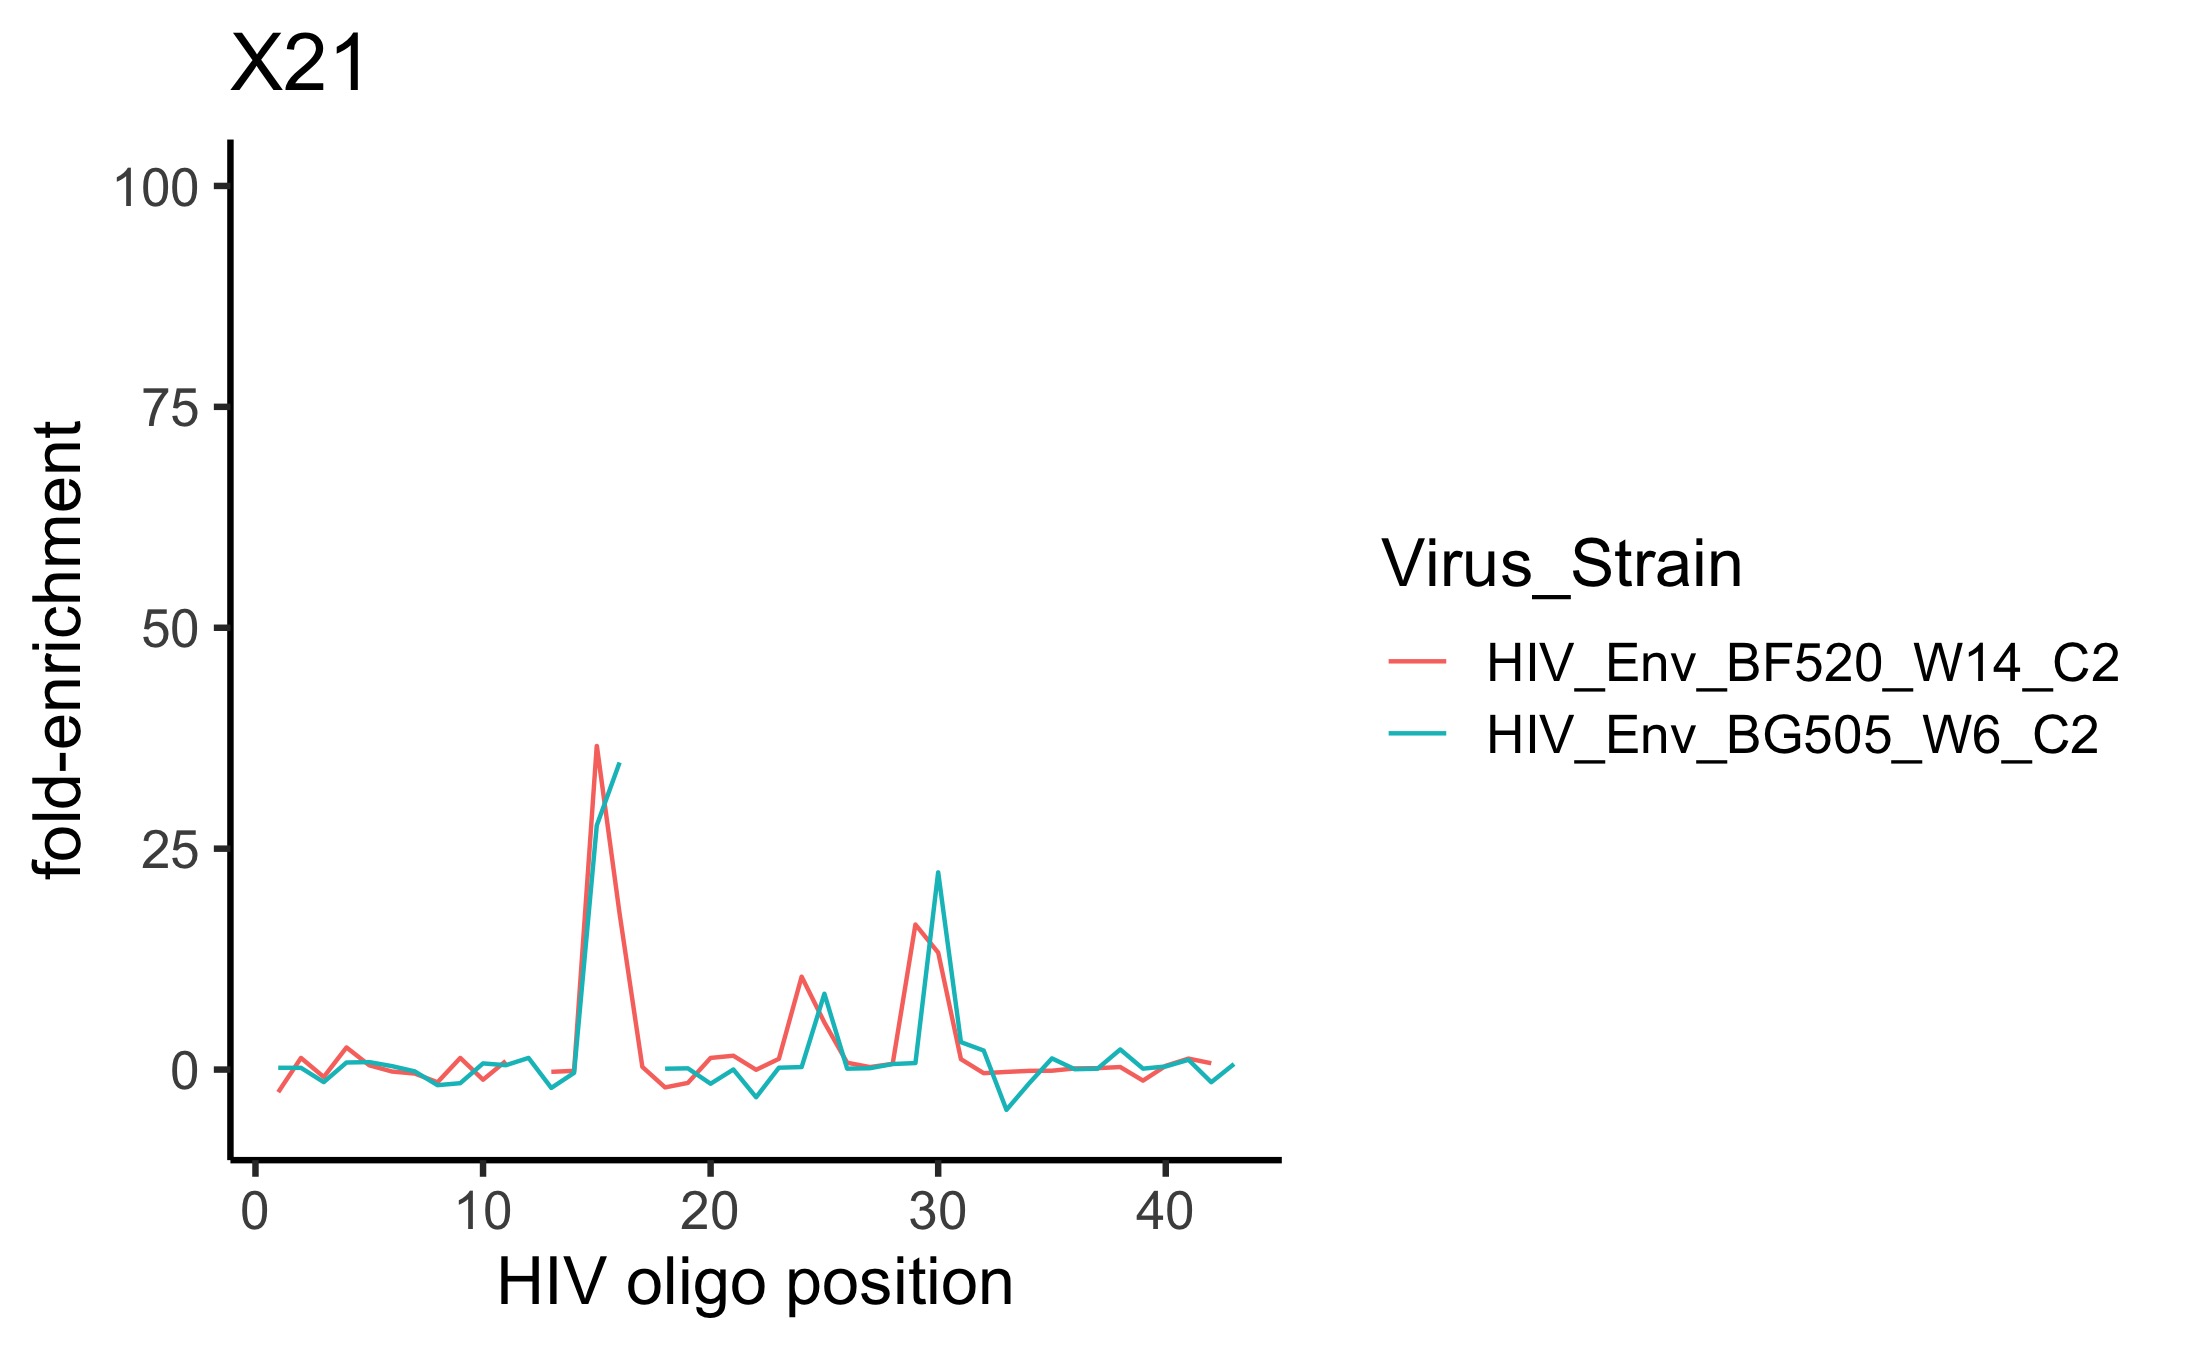 X21
100
75
50
25
0
fold-enrichment
0 10 20 30 40
HIV oligo position
Virus_Strain
HIV_Env_BF520_W14_C2
HIV_Env_BG505_W6_C2